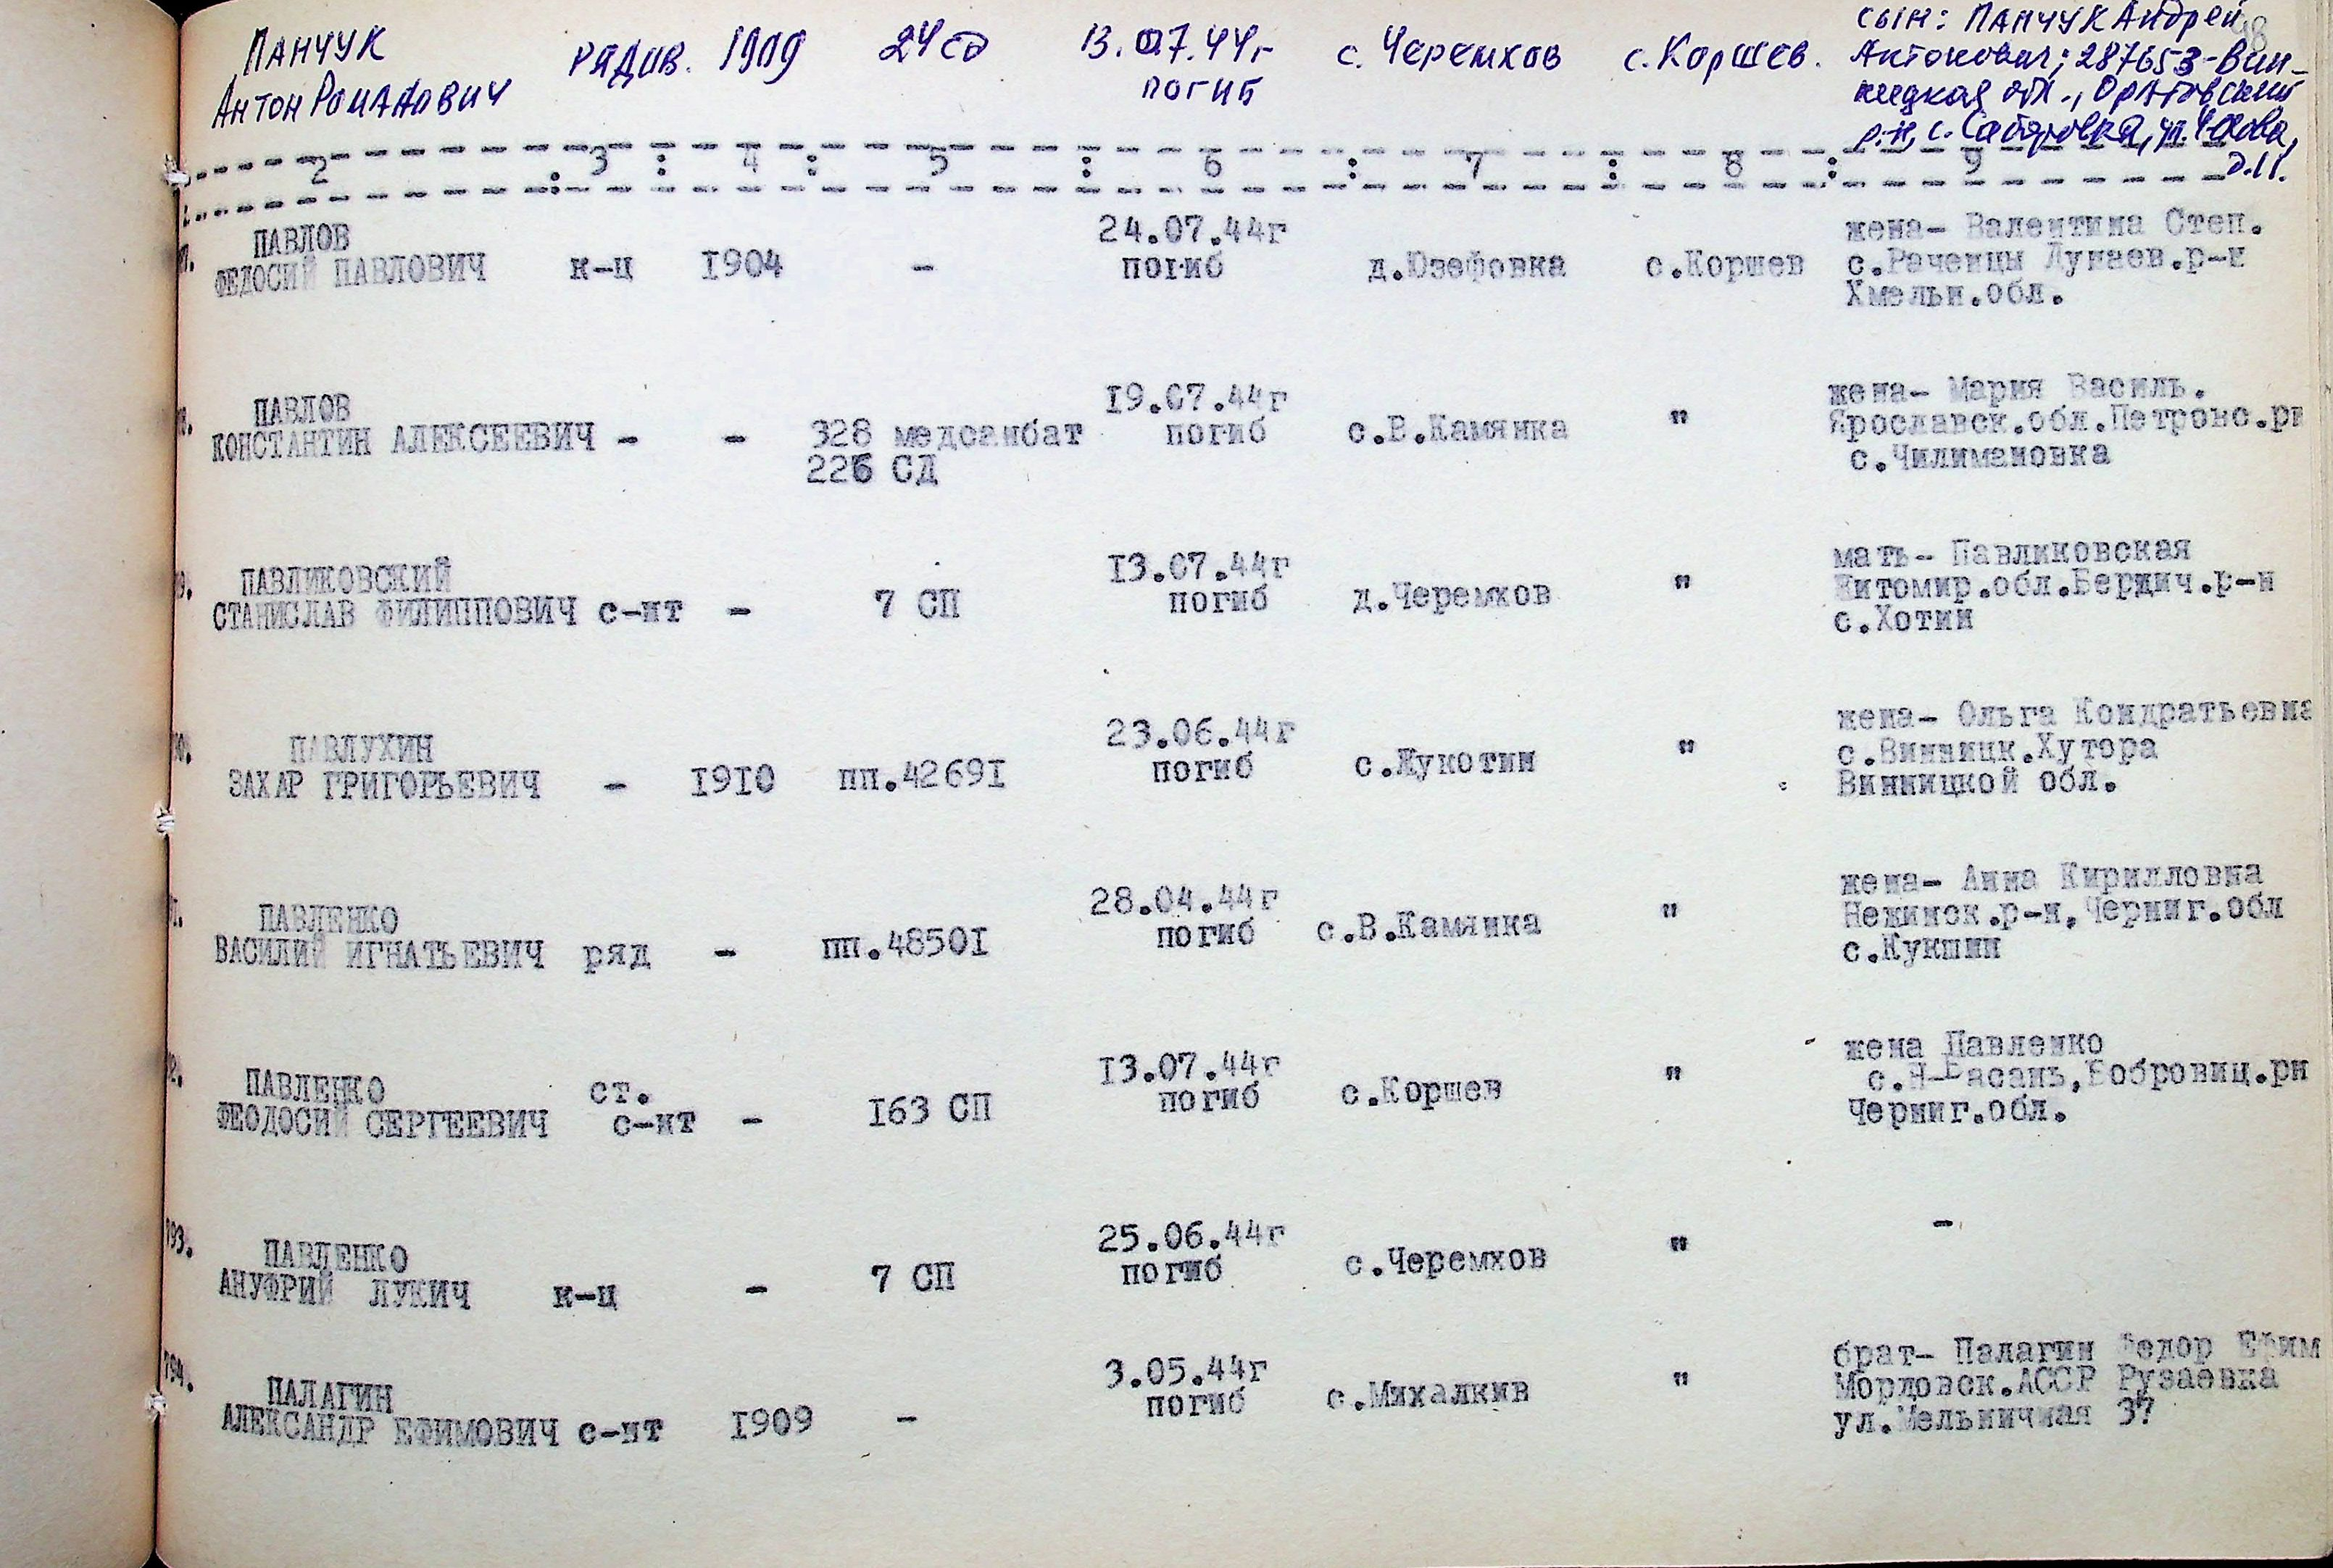 ПАНЧУК рядов. 1909 24 сд 13.07.44г с. Черемхов с. Коршев. сын: ПАНЧУК Андрей
Антон Романович погиб Антонович; 287653-Вин-
ницкая обл., Оратовский
р-н, с. Сабаровка, ул.
д.11.
2 : 3 : 4 : 5 : 6 : 7 : 8 : 9
ПАВЛОВ 24.07.44г жена- Валентина Степ.
ФЕДОСИЙ ПАВЛОВИЧ к-ц 1904 - погиб д.Юзефовка с.Коршев с.Раченцы Дунаев.р-н
Хмельн.обл.
ПАВЛОВ 19.07.44г жена- Мария Василь.
КОНСТАНТИН АЛЕКСЕЕВИЧ - - 328 медсанбат погиб с.В.Камянка " Ярославск.обл.Петровс.рн
226 СД с.Чилимановка
ПАВЛИКОВСКИЙ 13.07.44г мать- Павликовская
СТАНИСЛАВ ФИЛИППОВИЧ с-нт - 7 СП погиб д.Черемхов " Житомир.обл.Бердич.р-н
с.Хотин
ПАВЛУХИН 23.06.44г жена- Ольга Кондратьевна
ЗАХАР ГРИГОРЬЕВИЧ - 1910 пп.42691 погиб с.Жукотин " с.Винницк.Хутора
Винницкой обл.
ПАВЛЕНКО 28.04.44г жена- Анна Кирилловна
ВАСИЛИЙ ИГНАТЬЕВИЧ ряд - пп.48501 погиб с.В.Камянка " Нежинск.р-н,Черниг.обл
с.Кукшин
ПАВЛЕНКО ст. 13.07.44г жена Павленко
ФЕОДОСИЙ СЕРГЕЕВИЧ с-нт - 163 СП погиб с.Коршев " с.Н-Басань,Бобровиц.рн
Черниг.обл.
793. ПАВЛЕНКО 25.06.44г -
АНУФРИЙ ЛУКИЧ к-ц - 7 СП погиб с.Черемхов "
794. ПАЛАГИН 3.05.44г брат- Палагин Федор Ефим
АЛЕКСАНДР ЕФИМОВИЧ с-нт 1909 - погиб с.Михалкив " Мордовск.АССР Рузаевка
ул.Мельничная 37